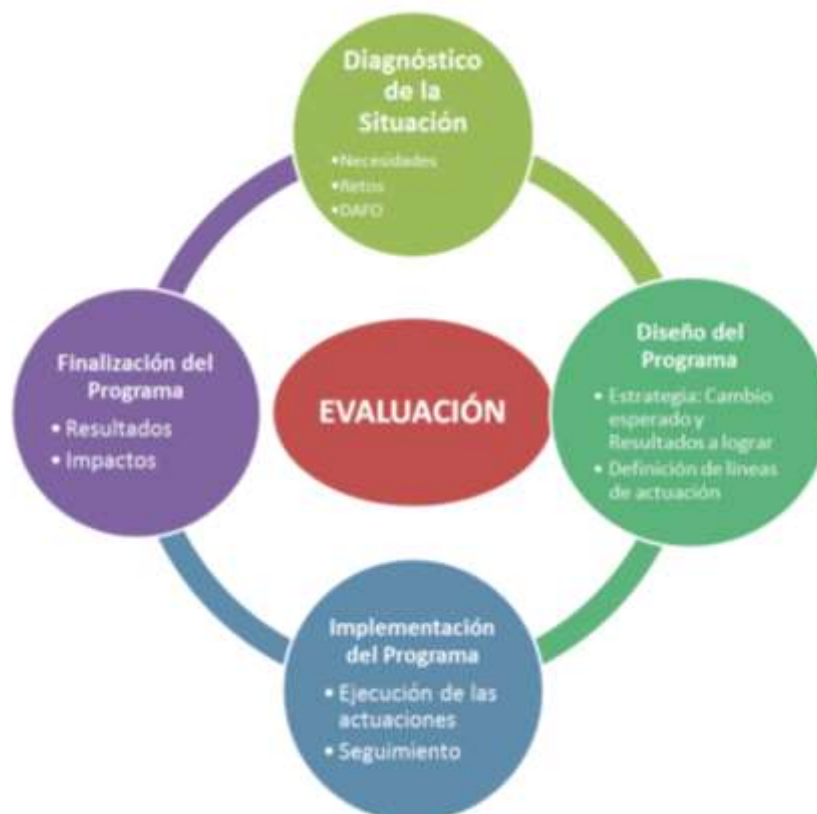 Diagnóstico
de la
Situación
•Necesidades
•Retos
•DAFO
Diseño del
Programa
• Estrategia: Cambio
esperado y
Resultados a lograr
• Definición de líneas
de actuación
EVALUACIÓN
Finalización del
Programa
• Resultados
• Impactos
Implementación
del Programa
• Ejecución de las
actuaciones
• Seguimiento